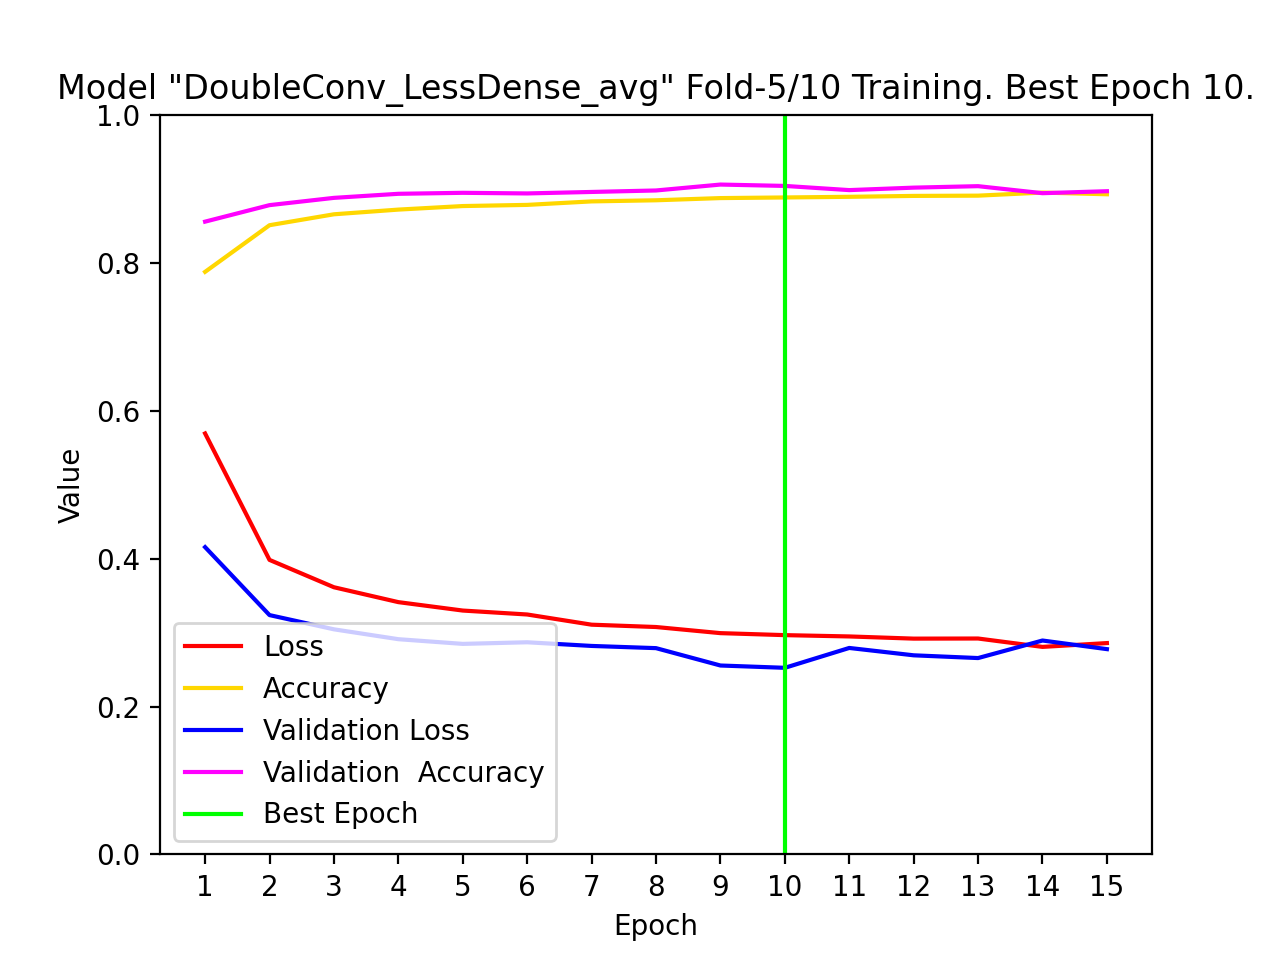 Model "DoubleConv_LessDense_avg" Fold-5/10 Training. Best Epoch 10.
1.0
0.8
0.6
0.4
0.2
0.0
Value
Loss
Accuracy
Validation Loss
Validation  Accuracy
Best Epoch
1 2 3 4 5 6 7 8 9 10 11 12 13 14 15
Epoch